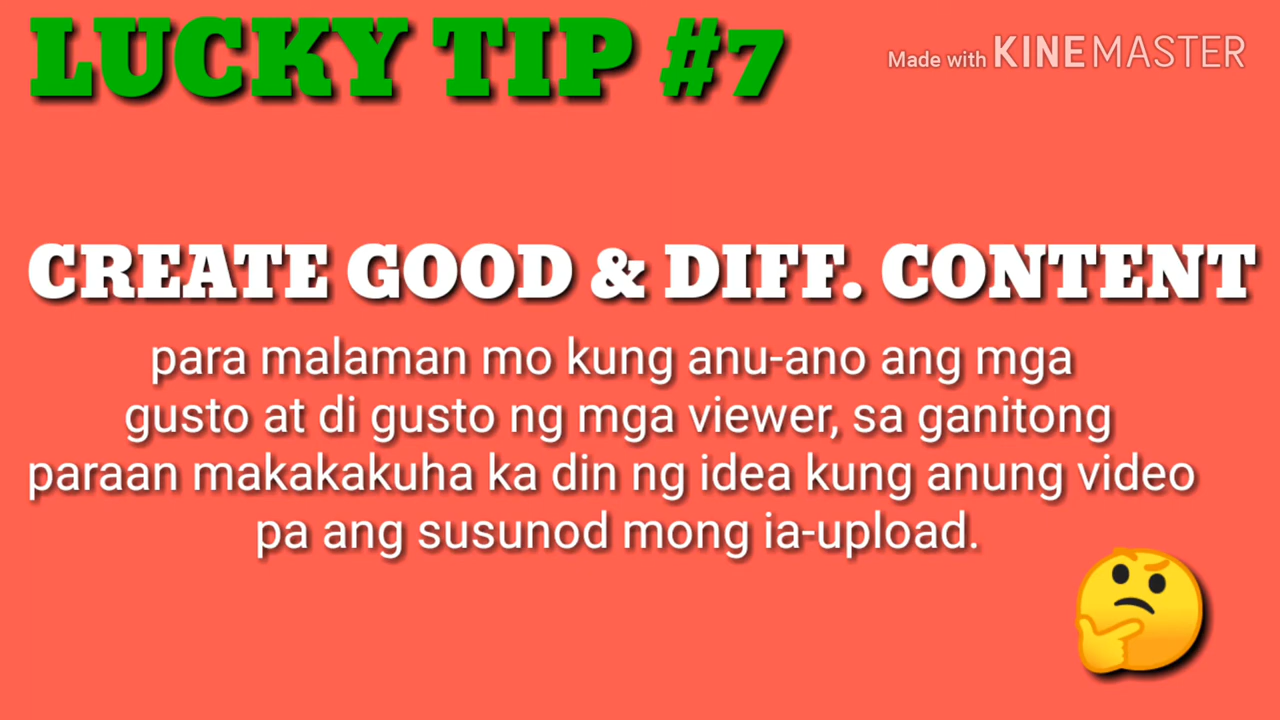 LUCKY TIP #7
Made with KINEMASTER
CREATE GOOD & DIFF. CONTENT
para malaman mo kung anu-ano ang mga
gusto at di gusto ng mga viewer, sa ganitong
paraan makakakuha ka din ng idea kung anung video
pa ang susunod mong ia-upload.